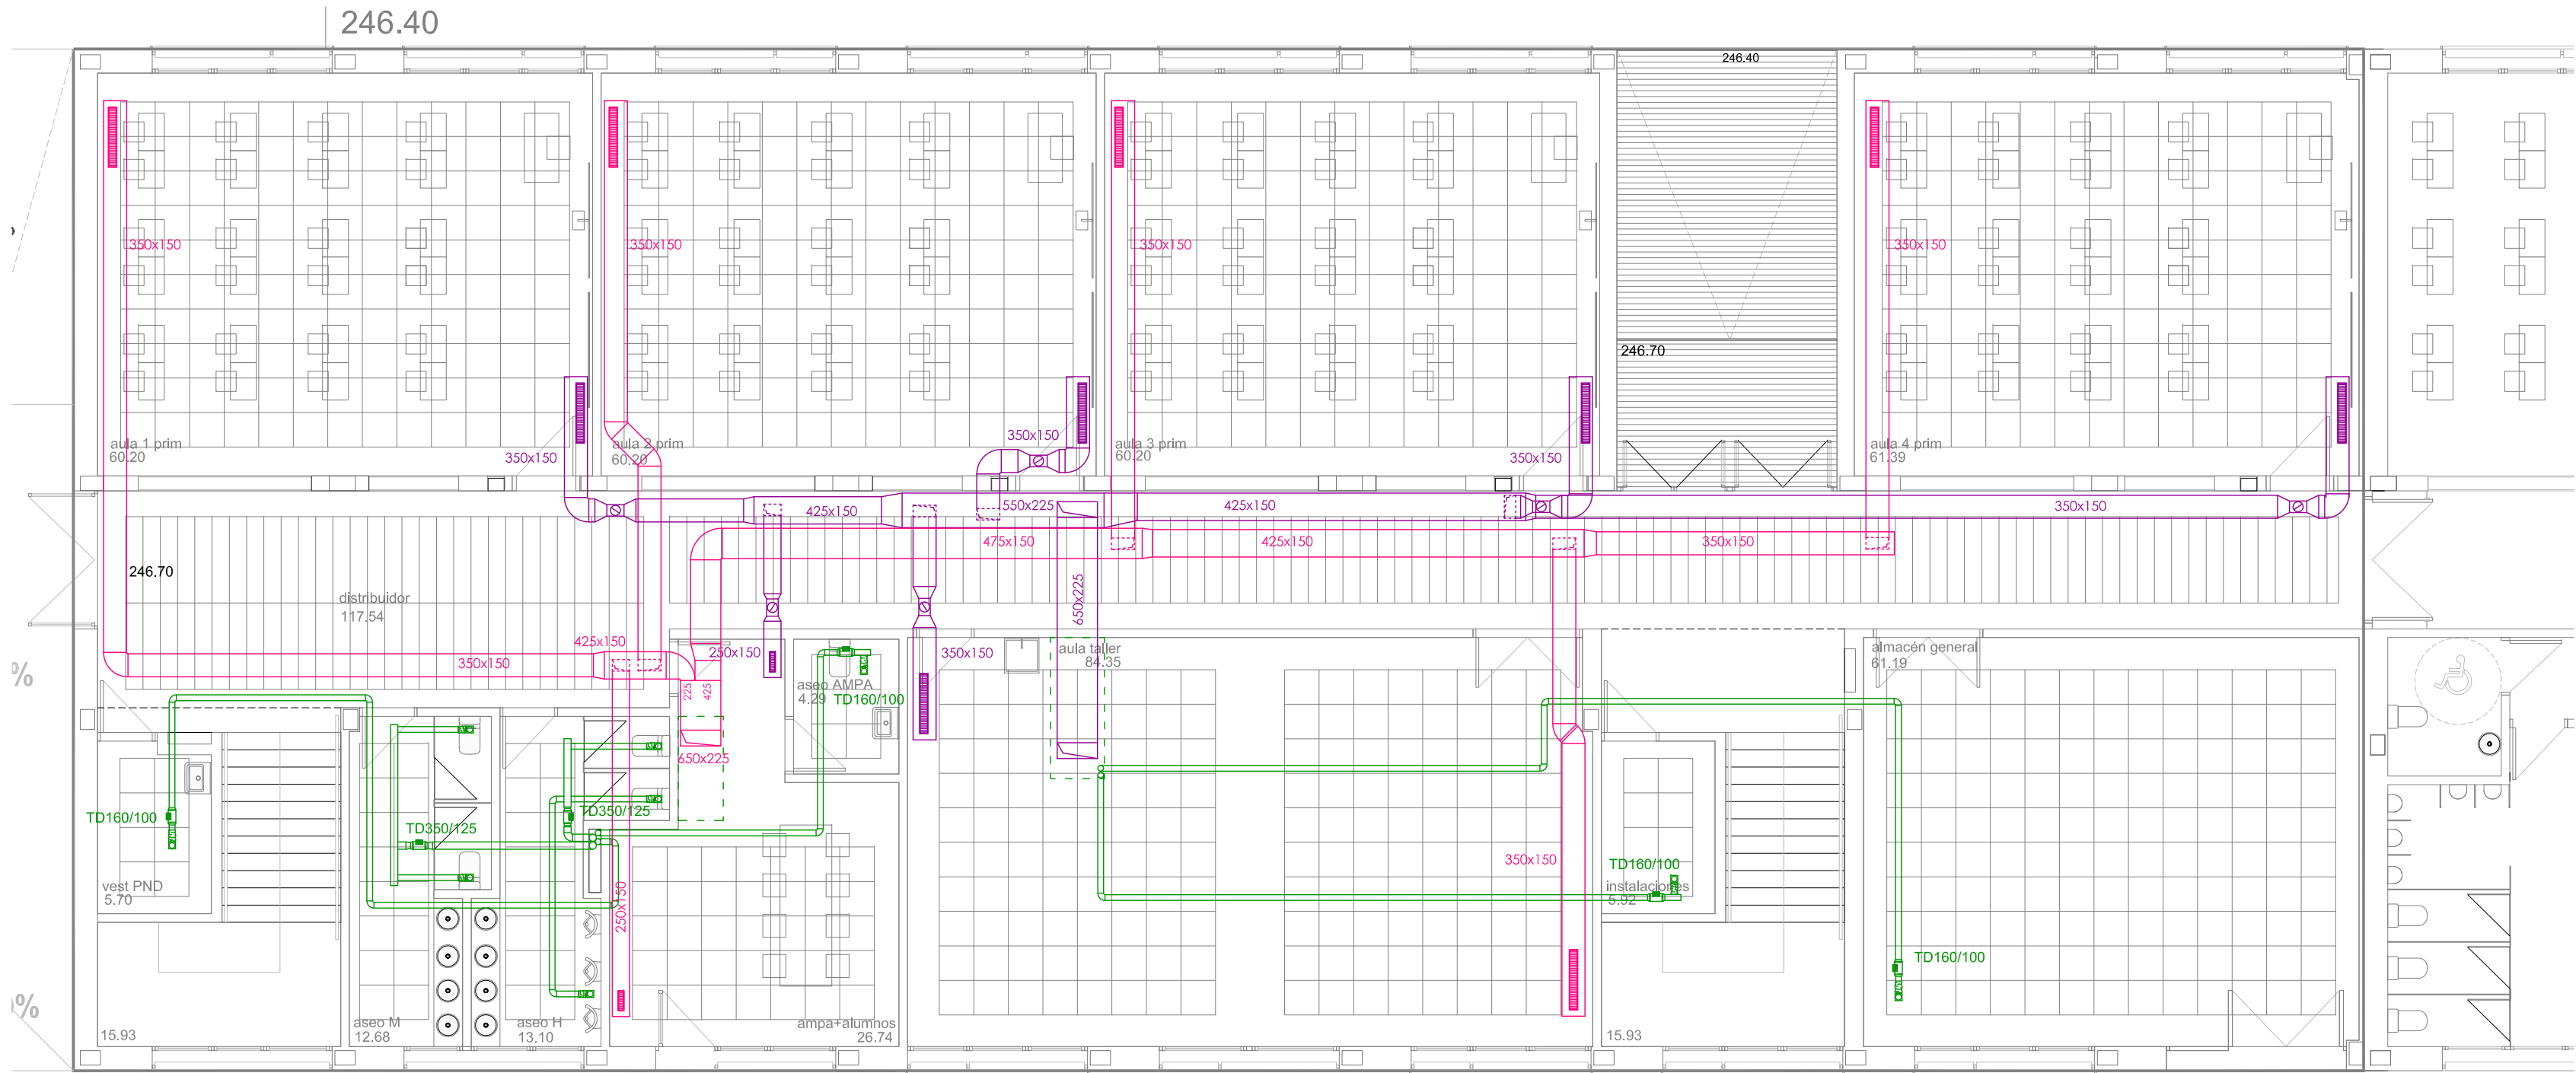 246.40
246.40
350x150
350x150
350x150
350x150
246.70
aula 1 prim
60.20
350x150
aula 2 prim
60.20
350x150
aula 3 prim
60.20
350x150
aula 4 prim
61.39
425x150
550x225
425x150
350x150
475x150
425x150
350x150
246.70
distribuidor
117.54
650x225
425x150
350x150
250x150
350x150
aula taller
84.35
almacén general
61.19
%
225
425
aseo AMPA
4.29
TD160/100
650x225
TD160/100
TD350/125
TD350/125
350x150
TD160/100
vest PND
5.70
250x150
instalaciones
5.92
TD160/100
%
15.93
aseo M
12.68
aseo H
13.10
ampa+alumnos
26.74
15.93